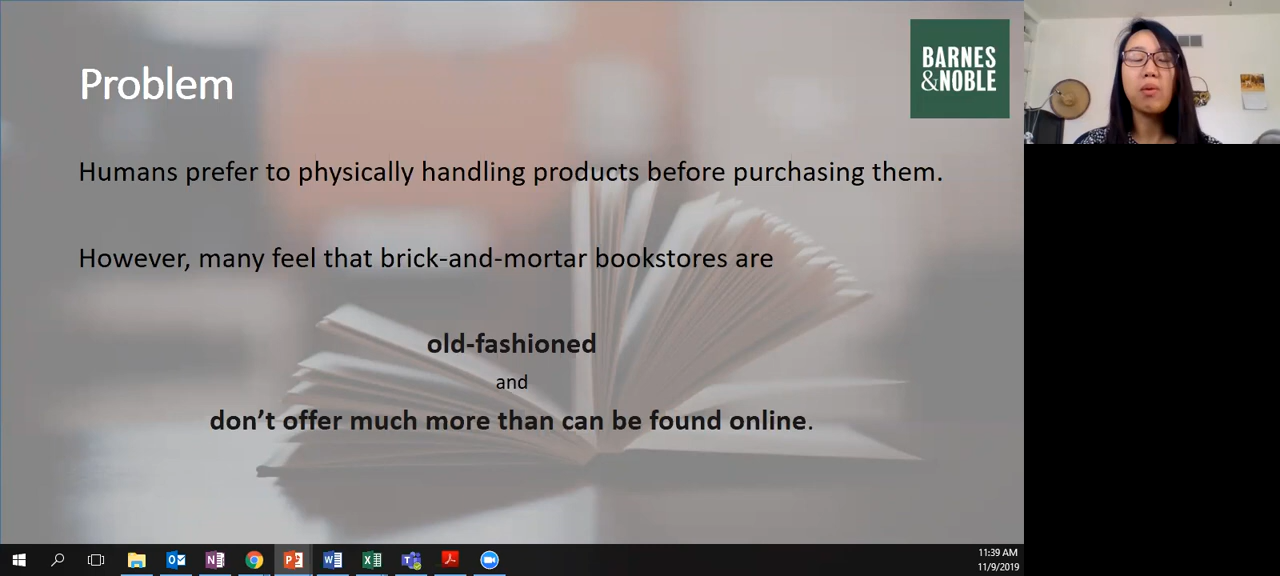 Problem
BARNES
&NOBLE
Humans prefer to physically handling products before purchasing them.
However, many feel that brick-and-mortar bookstores are
old-fashioned
and
don't offer much more than can be found online.
11:39 AM
11/9/2019